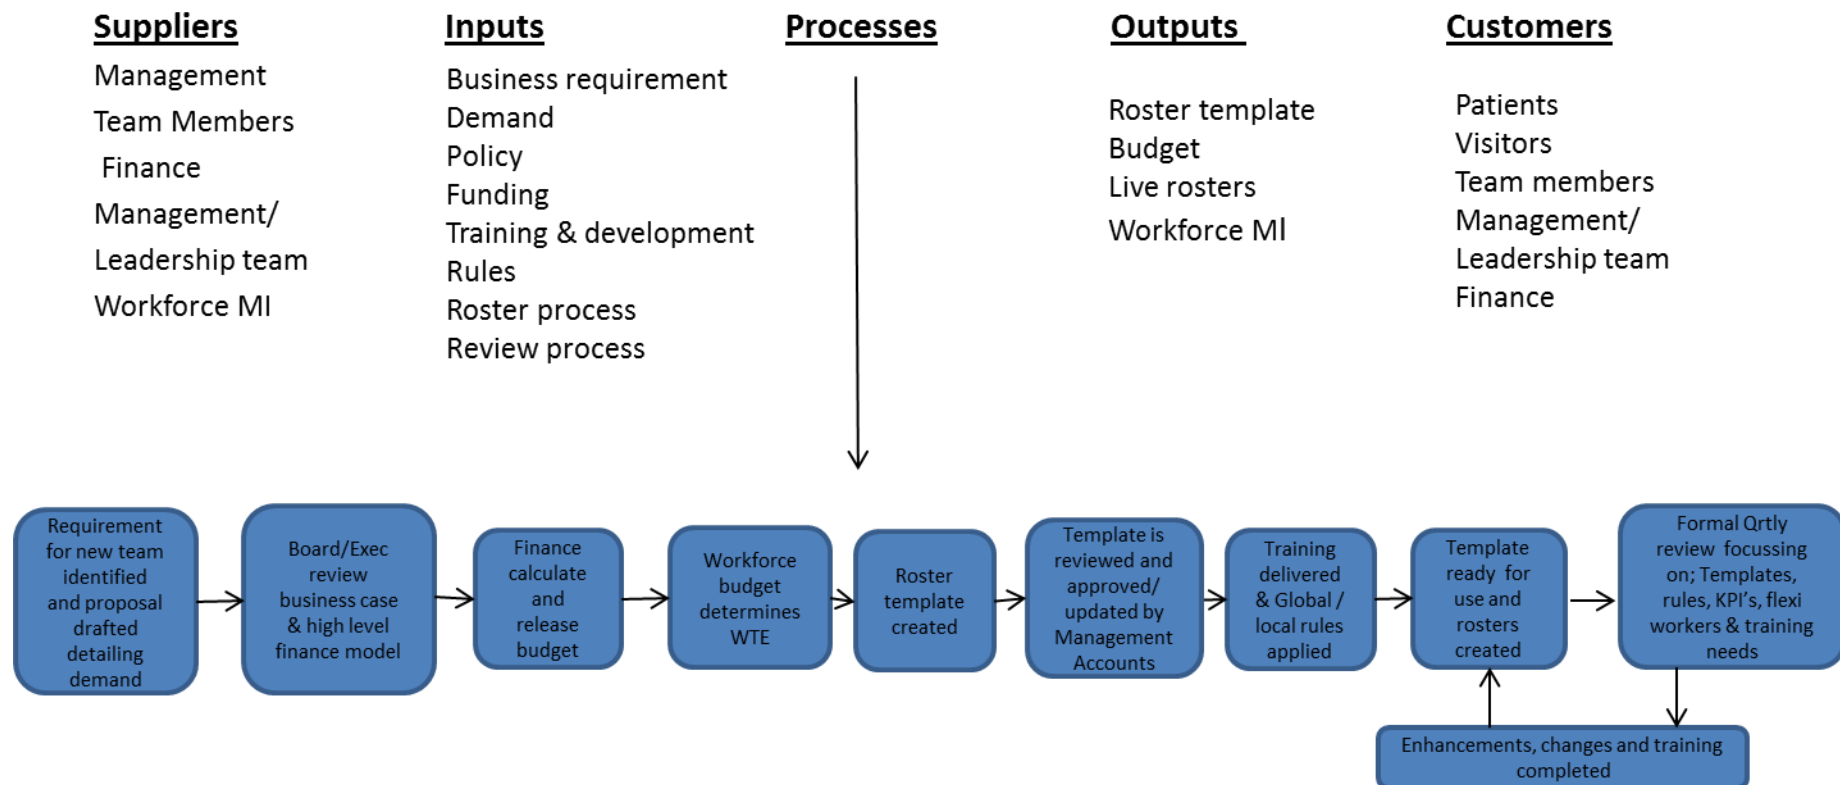 Suppliers
Management
Team Members
Finance
Management/
Leadership team
Workforce MI
Inputs
Business requirement
Demand
Policy
Funding
Training & development
Rules
Roster process
Review process
Processes
Outputs
Roster template
Budget
Live rosters
Workforce Ml
Customers
Patients
Visitors
Team members
Management/
Leadership team
Finance
Requirement
for new team
identified
and proposal
drafted
detailing
demand
Board/Exec
review
business case
& high level
finance model
Finance
calculate
and
release
budget
Workforce
budget
determines
WTE
Roster
template
created
Template is
reviewed and
approved/
updated by
Management
Accounts
Training
delivered
& Global /
local rules
applied
Template
ready for
use and
rosters
created
Formal Qrtly
review focussing
on; Templates,
rules, KPI's, flexi
workers & training
needs
Enhancements, changes and training
completed